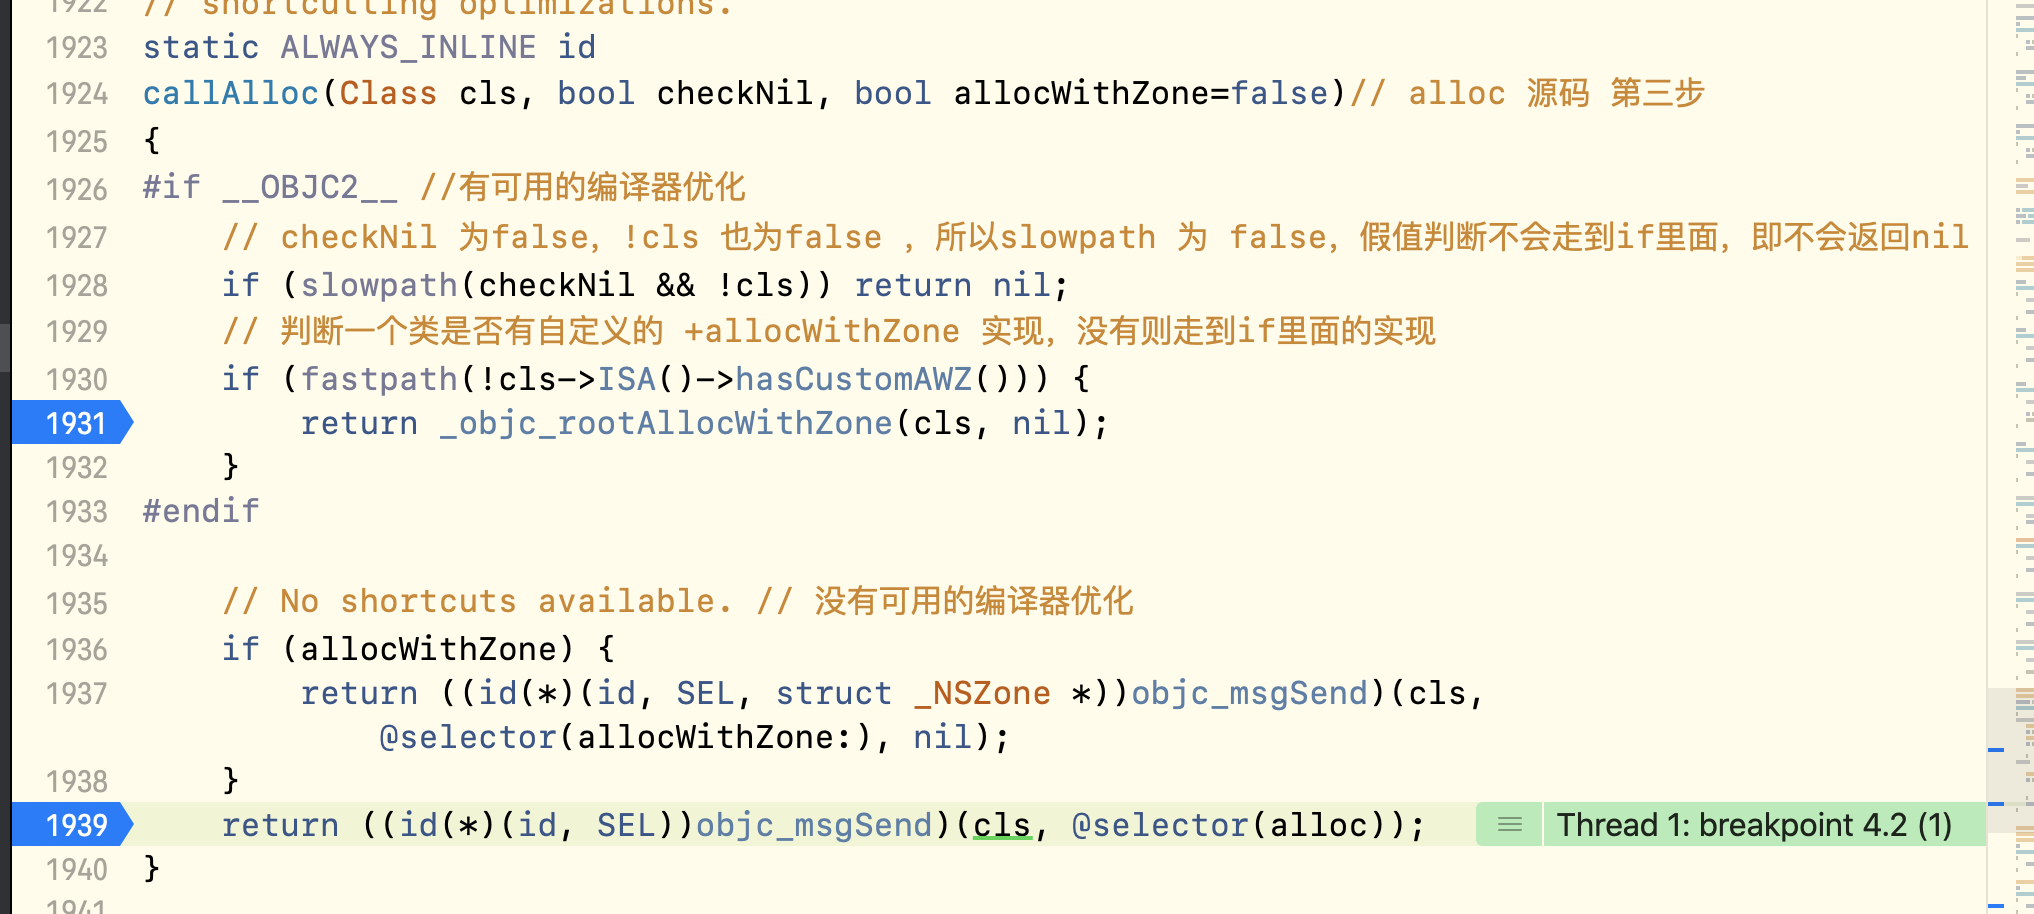 1922 // shortcutting optimizations.
1923 static ALWAYS_INLINE id
1924 callAlloc(Class cls, bool checkNil, bool allocWithZone=false)// alloc 源码 第三步
1925 {
1926 #if __OBJC2__ //有可用的编译器优化
1927 // checkNil 为false，!cls 也为false ，所以slowpath 为 false，假值判断不会走到if里面，即不会返回nil
1928 if (slowpath(checkNil && !cls)) return nil;
1929 // 判断一个类是否有自定义的 +allocWithZone 实现，没有则走到if里面的实现
1930 if (fastpath(!cls->ISA()->hasCustomAWZ())) {
1931 return _objc_rootAllocWithZone(cls, nil);
1932 }
1933 #endif
1934
1935 // No shortcuts available. // 没有可用的编译器优化
1936 if (allocWithZone) {
1937 return ((id(*)(id, SEL, struct _NSZone *))objc_msgSend)(cls,
@selector(allocWithZone:), nil);
1938 }
1939 return ((id(*)(id, SEL))objc_msgSend)(cls, @selector(alloc)); Thread 1: breakpoint 4.2 (1)
1940 }
1941